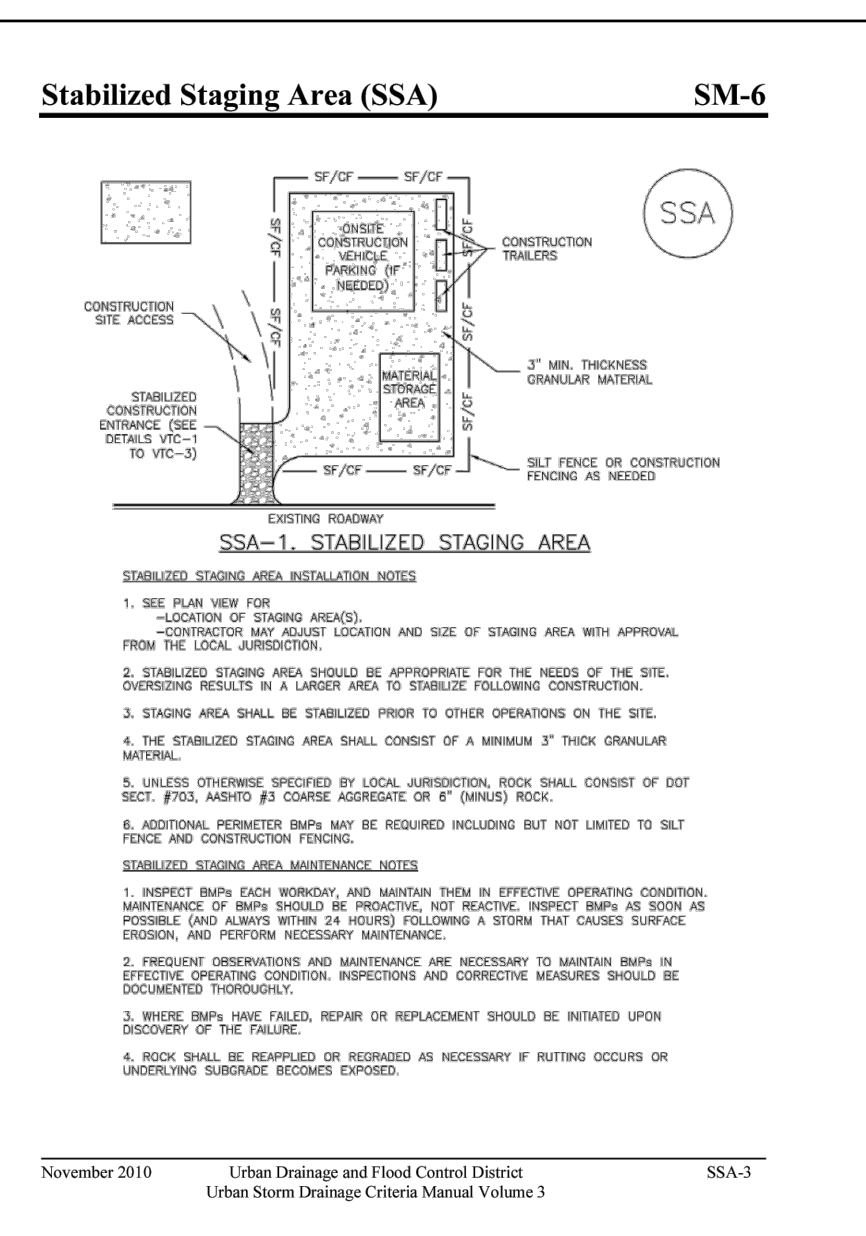 Stabilized Staging Area (SSA) SM-6
SF/CF SF/CF
SSA
SF/CF
SF/CF
ONSITE
CONSTRUCTION
VEHICLE
PARKING (IF
NEEDED)
CONSTRUCTION
TRAILERS
CONSTRUCTION
SITE ACCESS
SF/CF
SF/CF
3" MIN. THICKNESS
GRANULAR MATERIAL
MATERIAL
STORAGE
AREA
STABILIZED
CONSTRUCTION
ENTRANCE (SEE
DETAILS VTC-1
TO VTC-3)
SF/CF
SF/CF SF/CF
SILT FENCE OR CONSTRUCTION
FENCING AS NEEDED
EXISTING ROADWAY
SSA-1. STABILIZED STAGING AREA
STABILIZED STAGING AREA INSTALLATION NOTES
1. SEE PLAN VIEW FOR
-LOCATION OF STAGING AREA(S).
-CONTRACTOR MAY ADJUST LOCATION AND SIZE OF STAGING AREA WITH APPROVAL
FROM THE LOCAL JURISDICTION.
2. STABILIZED STAGING AREA SHOULD BE APPROPRIATE FOR THE NEEDS OF THE SITE.
OVERSIZING RESULTS IN A LARGER AREA TO STABILIZE FOLLOWING CONSTRUCTION.
3. STAGING AREA SHALL BE STABILIZED PRIOR TO OTHER OPERATIONS ON THE SITE.
4. THE STABILIZED STAGING AREA SHALL CONSIST OF A MINIMUM 3" THICK GRANULAR
MATERIAL.
5. UNLESS OTHERWISE SPECIFIED BY LOCAL JURISDICTION, ROCK SHALL CONSIST OF DOT
SECT. #703, AASHTO #3 COARSE AGGREGATE OR 6" (MINUS) ROCK.
6. ADDITIONAL PERIMETER BMPs MAY BE REQUIRED INCLUDING BUT NOT LIMITED TO SILT
FENCE AND CONSTRUCTION FENCING.
STABILIZED STAGING AREA MAINTENANCE NOTES
1. INSPECT BMPs EACH WORKDAY, AND MAINTAIN THEM IN EFFECTIVE OPERATING CONDITION.
MAINTENANCE OF BMPs SHOULD BE PROACTIVE, NOT REACTIVE. INSPECT BMPs AS SOON AS
POSSIBLE (AND ALWAYS WITHIN 24 HOURS) FOLLOWING A STORM THAT CAUSES SURFACE
EROSION, AND PERFORM NECESSARY MAINTENANCE.
2. FREQUENT OBSERVATIONS AND MAINTENANCE ARE NECESSARY TO MAINTAIN BMPs IN
EFFECTIVE OPERATING CONDITION. INSPECTIONS AND CORRECTIVE MEASURES SHOULD BE
DOCUMENTED THOROUGHLY.
3. WHERE BMPs HAVE FAILED, REPAIR OR REPLACEMENT SHOULD BE INITIATED UPON
DISCOVERY OF THE FAILURE.
4. ROCK SHALL BE REAPPLIED OR REGRADED AS NECESSARY IF RUTTING OCCURS OR
UNDERLYING SUBGRADE BECOMES EXPOSED.
November 2010 Urban Drainage and Flood Control District SSA-3
Urban Storm Drainage Criteria Manual Volume 3